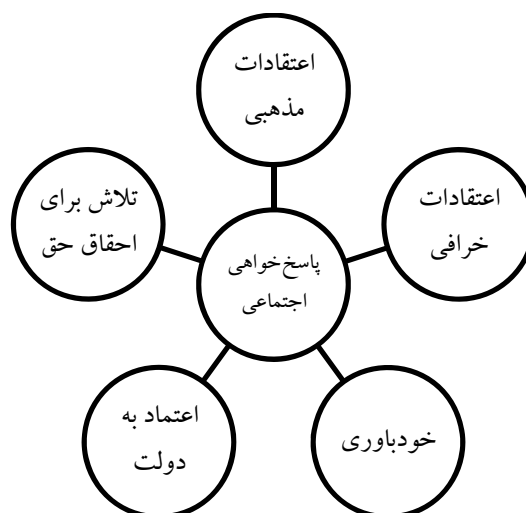 اعتقادات
مذهبی
اعتقادات
خرافی
تلاش برای
احقاق حق
پاسخ‌خواهی
اجتماعی
خودباوری
اعتماد به
دولت